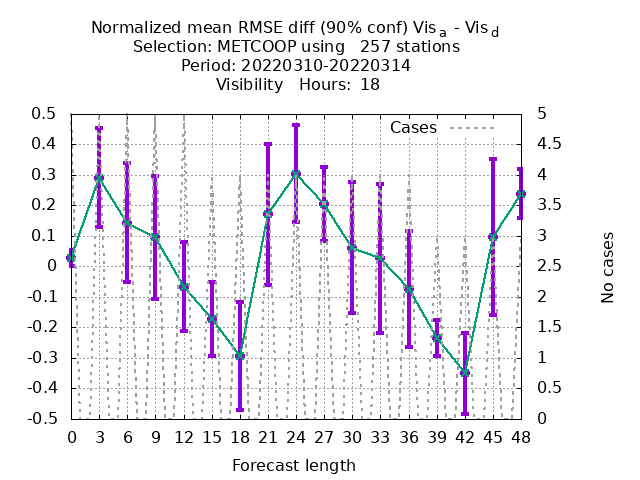 Normalized mean RMSE diff (90% conf) Vis a - Vis d
Selection: METCOOP using 257 stations
Period: 20220310-20220314
Visibility Hours: 18
Cases
0.5
0.4
0.3
0.2
0.1
0
-0.1
-0.2
-0.3
-0.4
-0.5
5
4.5
4
3.5
3
2.5
2
1.5
1
0.5
0
No cases
0 3 6 9 12 15 18 21 24 27 30 33 36 39 42 45 48
Forecast length